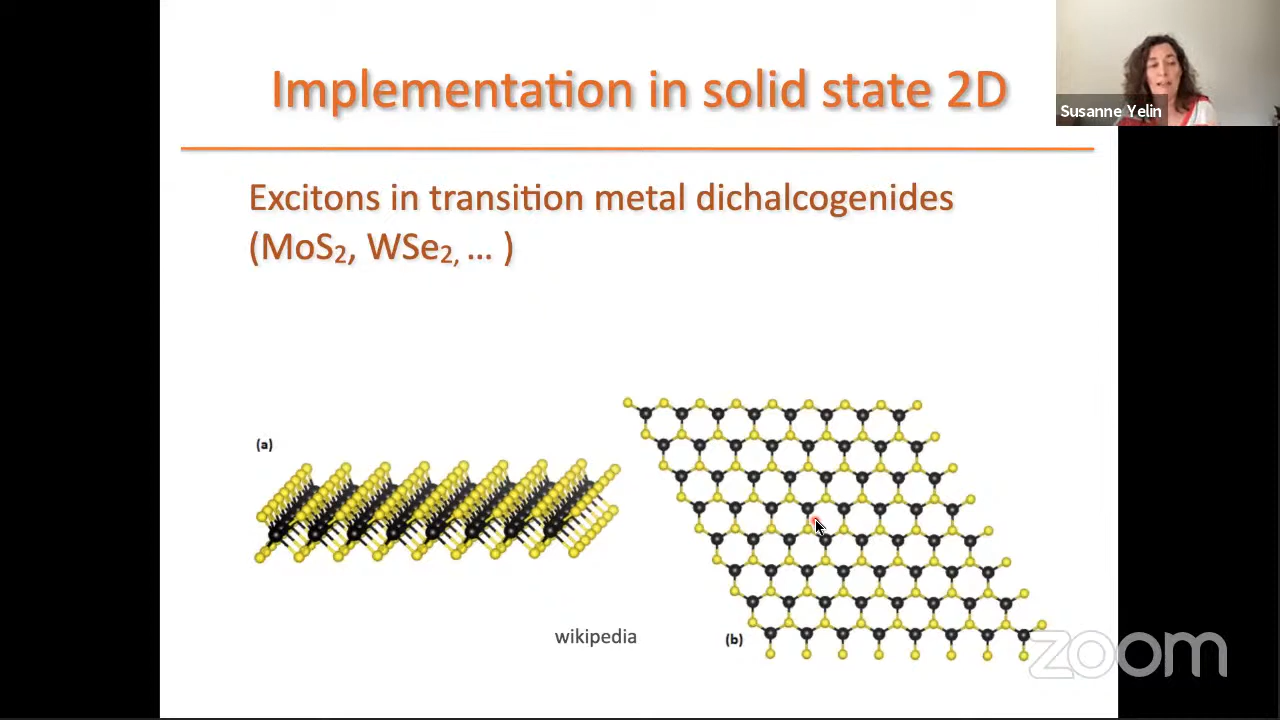 Implementation in solid state 2D
Susanne Yelin
Excitons in transition metal dichalcogenides
(MoS₂, WSe₂, ... )
(a)
wikipedia
(b)
zoom